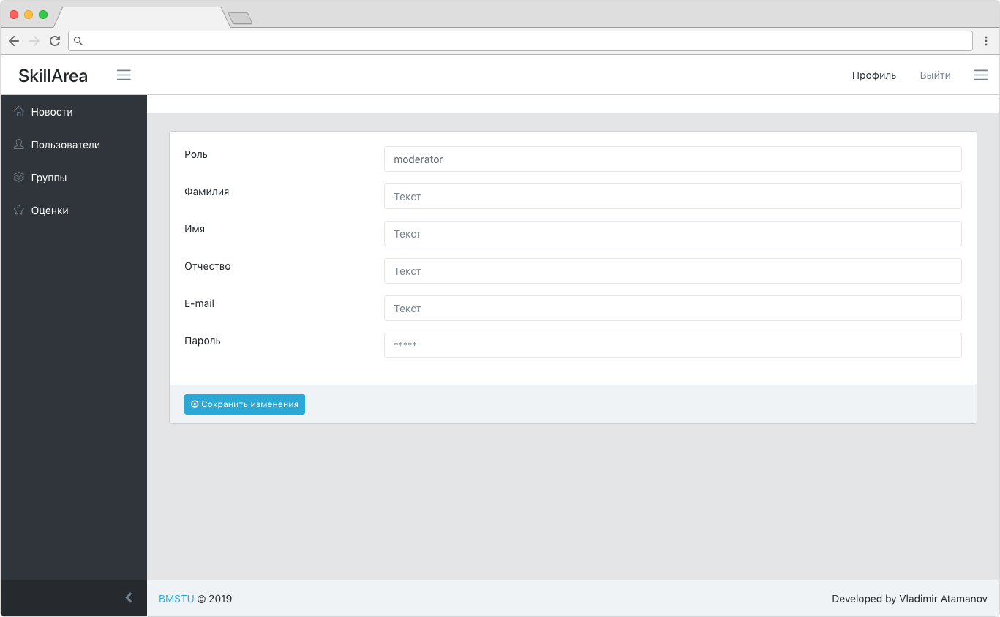 SkillArea
Профиль
Выйти
Новости
Пользователи
Группы
Оценки
Роль
moderator
Фамилия
Текст
Имя
Текст
Отчество
Текст
E-mail
Текст
Пароль
*****
Сохранить изменения
BMSTU © 2019
Developed by Vladimir Atamanov